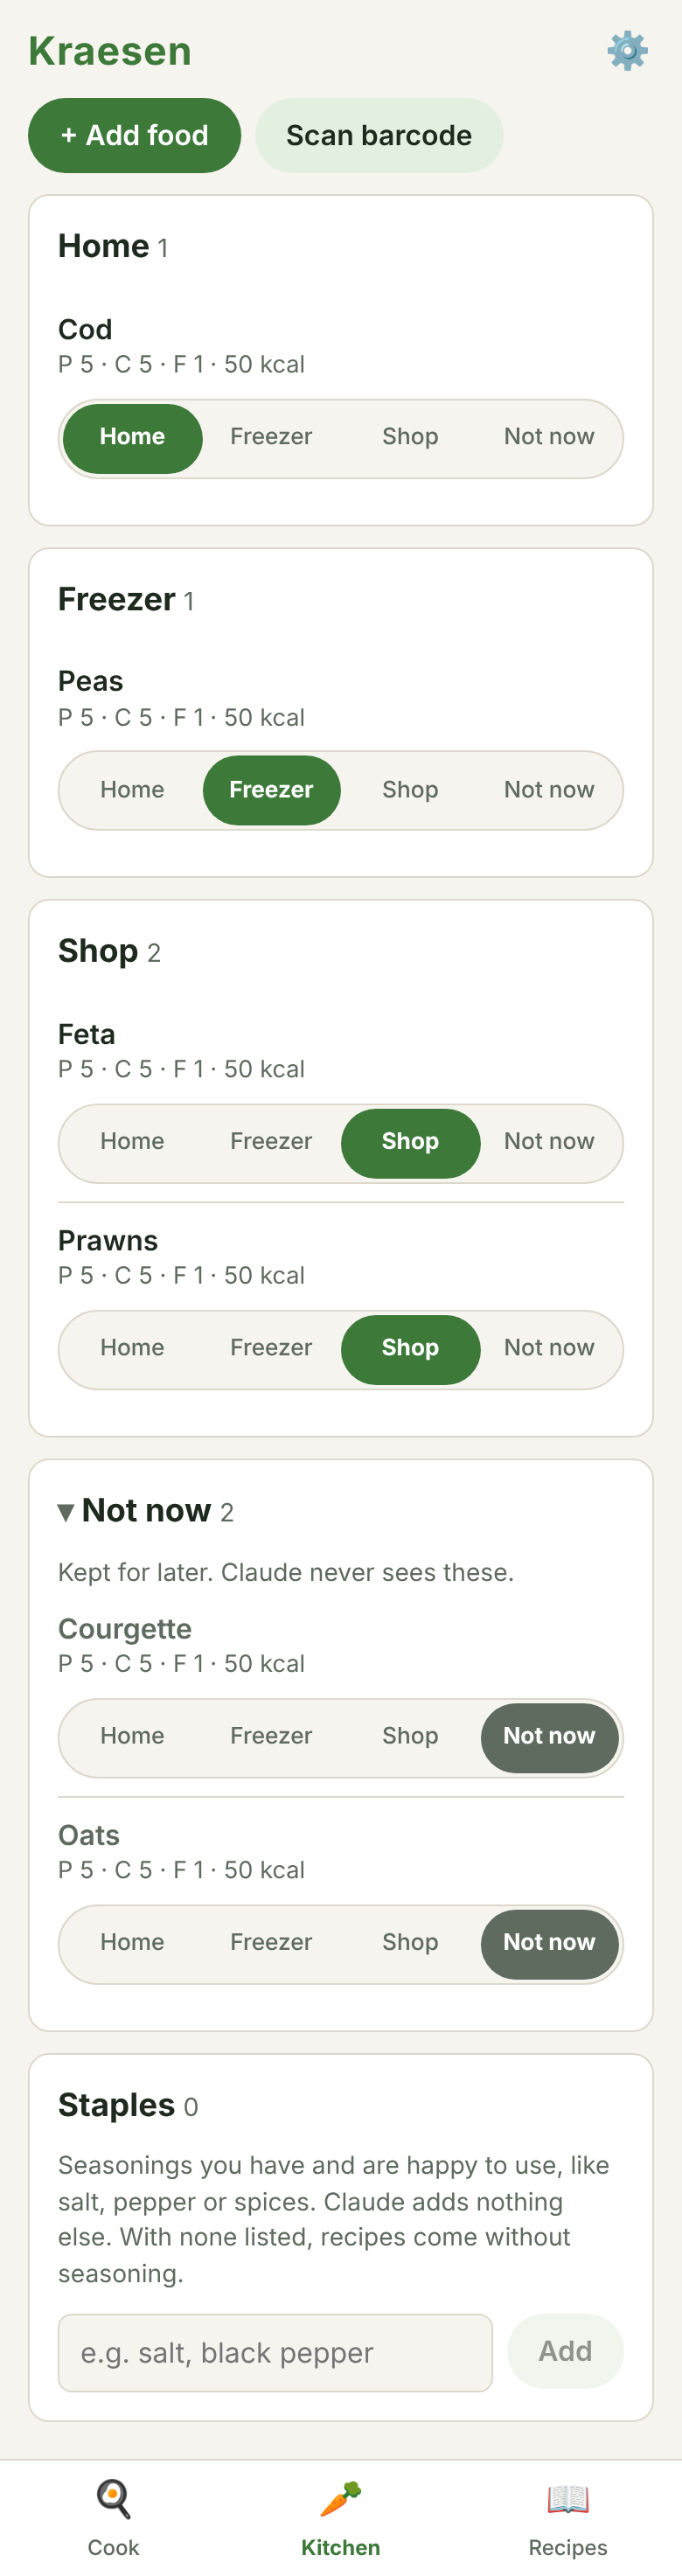 Kraesen
+ Add food
Scan barcode
Home 1
Cod
P 5 · C 5 · F 1 · 50 kcal
Home Freezer Shop Not now
Freezer 1
Peas
P 5 · C 5 · F 1 · 50 kcal
Home Freezer Shop Not now
Shop 2
Feta
P 5 · C 5 · F 1 · 50 kcal
Home Freezer Shop Not now
Prawns
P 5 · C 5 · F 1 · 50 kcal
Home Freezer Shop Not now
Not now 2
Kept for later. Claude never sees these.
Courgette
P 5 · C 5 · F 1 · 50 kcal
Home Freezer Shop Not now
Oats
P 5 · C 5 · F 1 · 50 kcal
Home Freezer Shop Not now
Staples 0
Seasonings you have and are happy to use, like
salt, pepper or spices. Claude adds nothing
else. With none listed, recipes come without
seasoning.
e.g. salt, black pepper
Add
Cook Kitchen Recipes